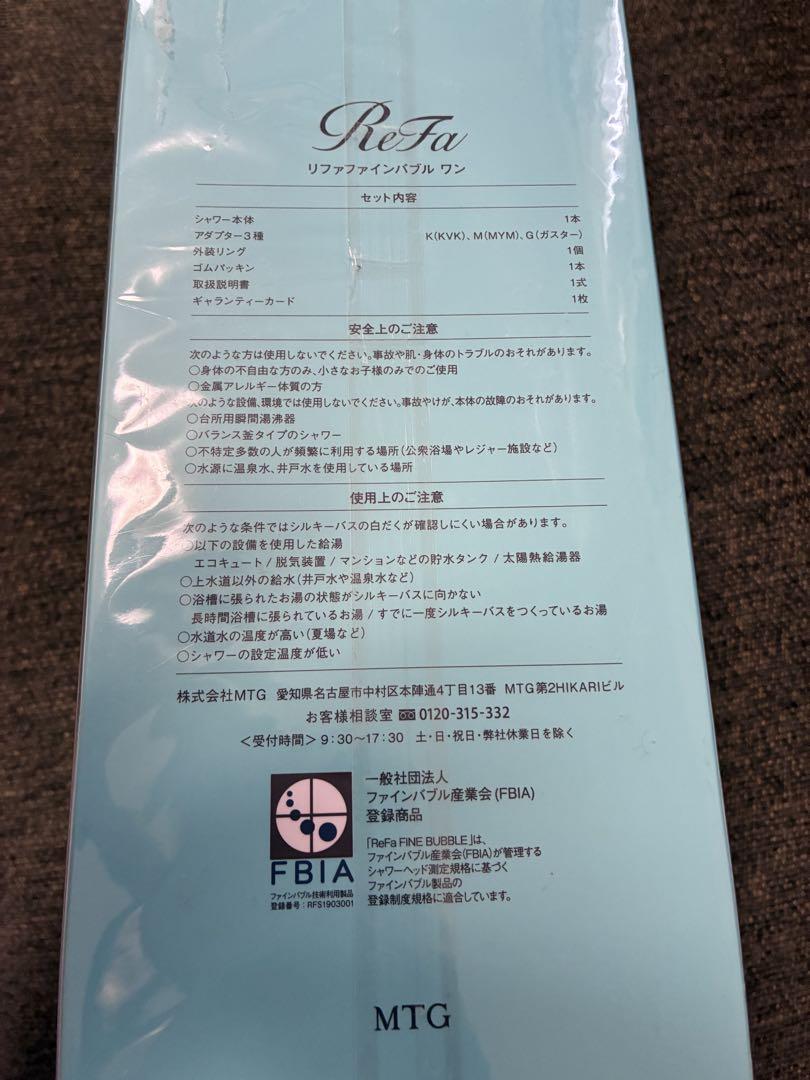 ReFa
リファファインバブル ワン
セット内容
シャワー本体 1本
アダプター3種 K(KVK)、M(MYM)、G(ガスター)
外装リング 1個
ゴムパッキン 1本
取扱説明書 1式
ギャランティーカード 1枚
安全上のご注意
次のような方は使用しないでください。事故や肌・身体のトラブルのおそれがあります。
○身体の不自由な方のみ、小さなお子様のみでのご使用
○金属アレルギー体質の方
次のような設備、環境では使用しないでください。事故やけが、本体の故障のおそれがあります。
○台所用瞬間湯沸器
○バランス釜タイプのシャワー
○不特定多数の人が頻繁に利用する場所(公衆浴場やレジャー施設など)
○水源に温泉水、井戸水を使用している場所
使用上のご注意
次のような条件ではシルキーバスの白だくが確認しにくい場合があります。
○以下の設備を使用した給湯
エコキュート / 脱気装置 / マンションなどの貯水タンク / 太陽熱給湯器
○上水道以外の給水(井戸水や温泉水など)
○浴槽に張られたお湯の状態がシルキーバスに向かない
長時間浴槽に張られているお湯 / すでに一度シルキーバスをつくっているお湯
○水道水の温度が高い(夏場など)
○シャワーの設定温度が低い
株式会社MTG 愛知県名古屋市中村区本陣通4丁目13番 MTG第2HIKARIビル
お客様相談室 0120-315-332
<受付時間> 9:30〜17:30 土・日・祝日・弊社休業日を除く
一般社団法人
ファインバブル産業会(FBIA)
登録商品
「ReFa FINE BUBBLE」は、
ファインバブル産業会(FBIA)が管理する
シャワーヘッド測定規格に基づく
ファインバブル製品の
登録制度規格に適合しています。
FBIA
ファインバブル技術利用製品
登録番号:RFS1903001
MTG